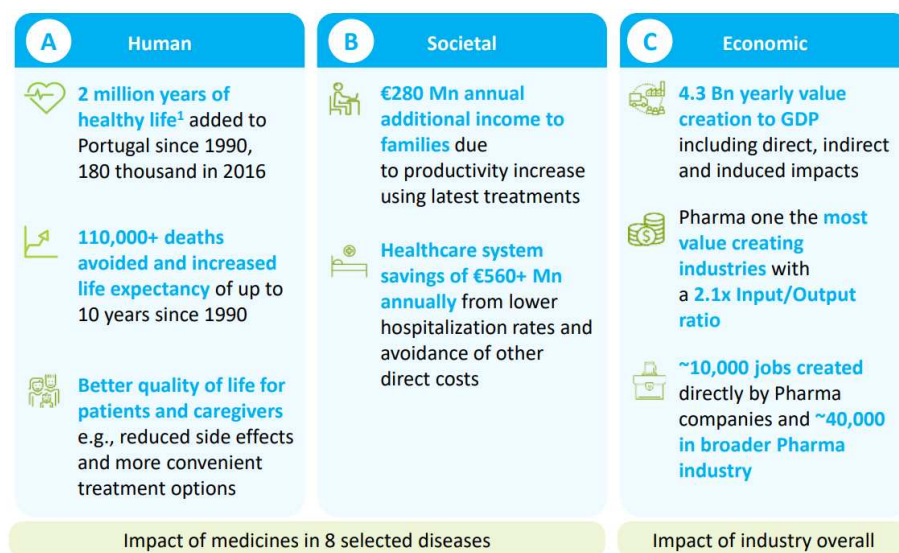 A
Human
2 million years of
healthy life1 added to
Portugal since 1990,
180 thousand in 2016
110,000+ deaths
avoided and increased
life expectancy of up to
10 years since 1990
Better quality of life for
patients and caregivers
e.g., reduced side effects
and more convenient
treatment options
B
Societal
€280 Mn annual
additional income to
families due
to productivity increase
using latest treatments
Healthcare system
savings of €560+ Mn
annually from lower
hospitalization rates and
avoidance of other
direct costs
C
Economic
4.3 Bn yearly value
creation to GDP
including direct, indirect
and induced impacts
Pharma one the most
value creating
industries with
a 2.1x Input/Output
ratio
~10,000 jobs created
directly by Pharma
companies and ~40,000
in broader Pharma
industry
Impact of medicines in 8 selected diseases
Impact of industry overall